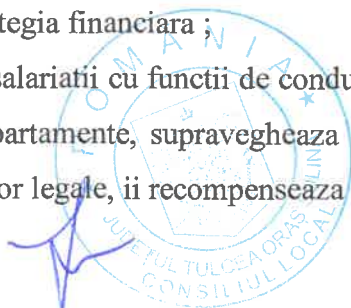 tegia financiara ;
salariatii cu functii de condu
partamente, supravegheaza
or legale, ii recompenseaza
ROMANIA
JUDETUL TULCEA ORAS
CONSILIUL LOCAL